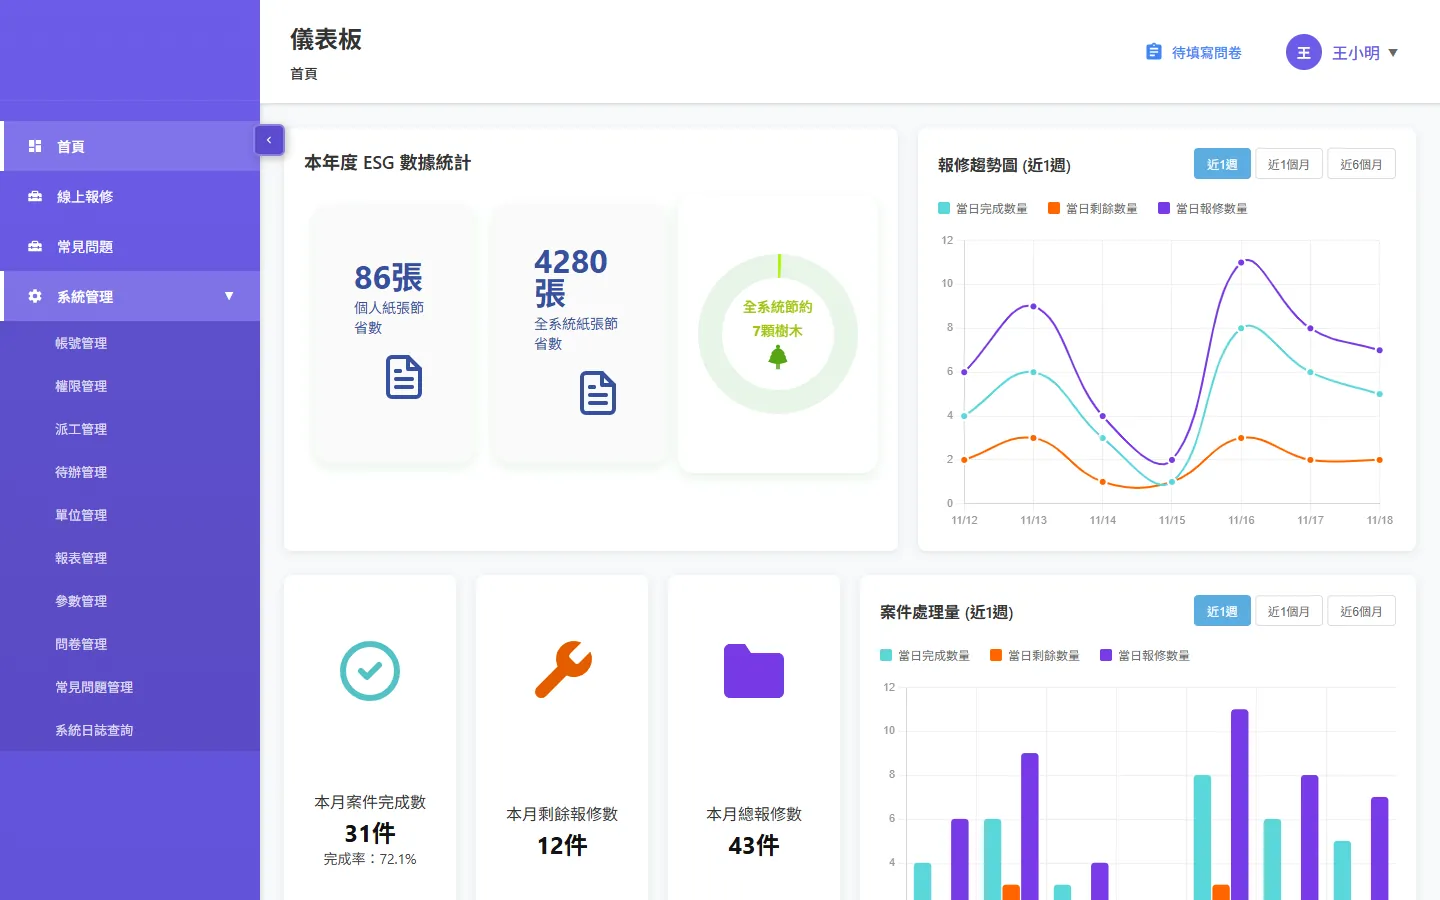 儀表板
首頁
待填寫問卷
王
王小明 ▼
首頁
線上報修
常見問題
系統管理 ▼
帳號管理
權限管理
派工管理
待辦管理
單位管理
報表管理
參數管理
問卷管理
常見問題管理
系統日誌查詢
本年度 ESG 數據統計
86張
個人紙張節
省數
4280
張
全系統紙張節
省數
全系統節約
7顆樹木
報修趨勢圖 (近1週)
近1週 近1個月 近6個月
當日完成數量 當日剩餘數量 當日報修數量
12
10
8
6
4
2
0
11/12 11/13 11/14 11/15 11/16 11/17 11/18
本月案件完成數
31件
完成率：72.1%
本月剩餘報修數
12件
本月總報修數
43件
案件處理量 (近1週)
近1週 近1個月 近6個月
當日完成數量 當日剩餘數量 當日報修數量
12
10
8
6
4